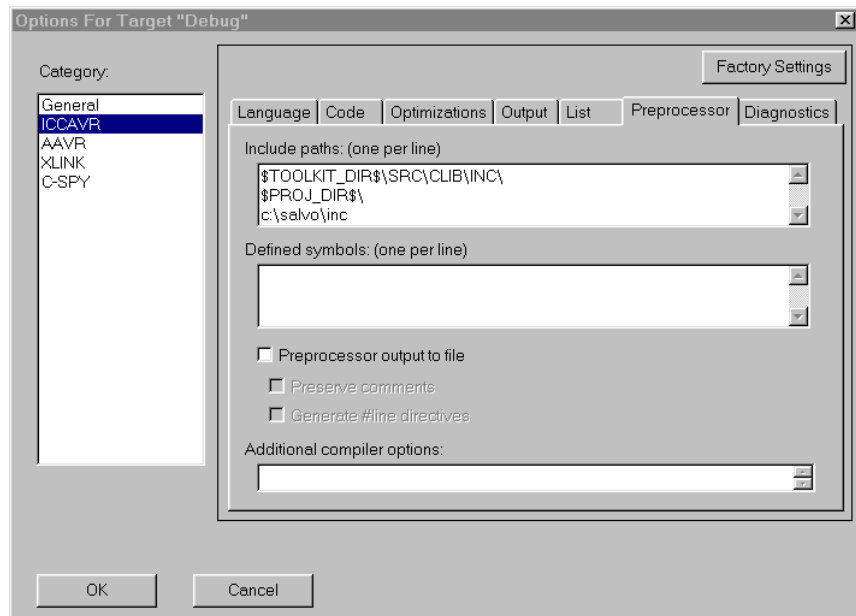 Options For Target "Debug"
Category:
Factory Settings
General
ICCAVR
AAVR
XLINK
C-SPY
Language Code Optimizations Output List Preprocessor Diagnostics
Include paths: (one per line)
$TOOLKIT_DIR$\SRC\CLIB\INC\
$PROJ_DIR$\
c:\salvo\inc
Defined symbols: (one per line)
Preprocessor output to file
Preserve comments
Generate #line directives
Additional compiler options:
OK Cancel